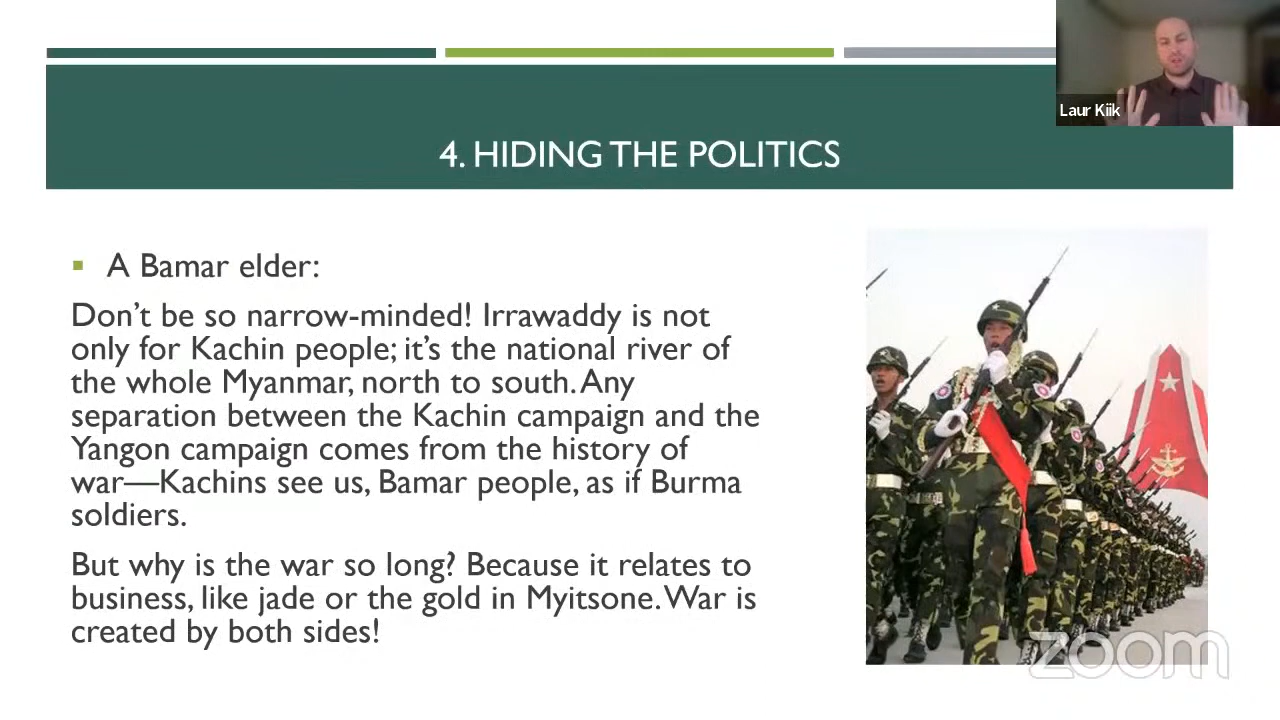 Laur Kiik
4. HIDING THE POLITICS
A Bamar elder:
Don't be so narrow-minded! Irrawaddy is not
only for Kachin people; it's the national river of
the whole Myanmar, north to south. Any
separation between the Kachin campaign and the
Yangon campaign comes from the history of
war—Kachins see us, Bamar people, as if Burma
soldiers.
But why is the war so long? Because it relates to
business, like jade or the gold in Myitsone. War is
created by both sides!
zoom